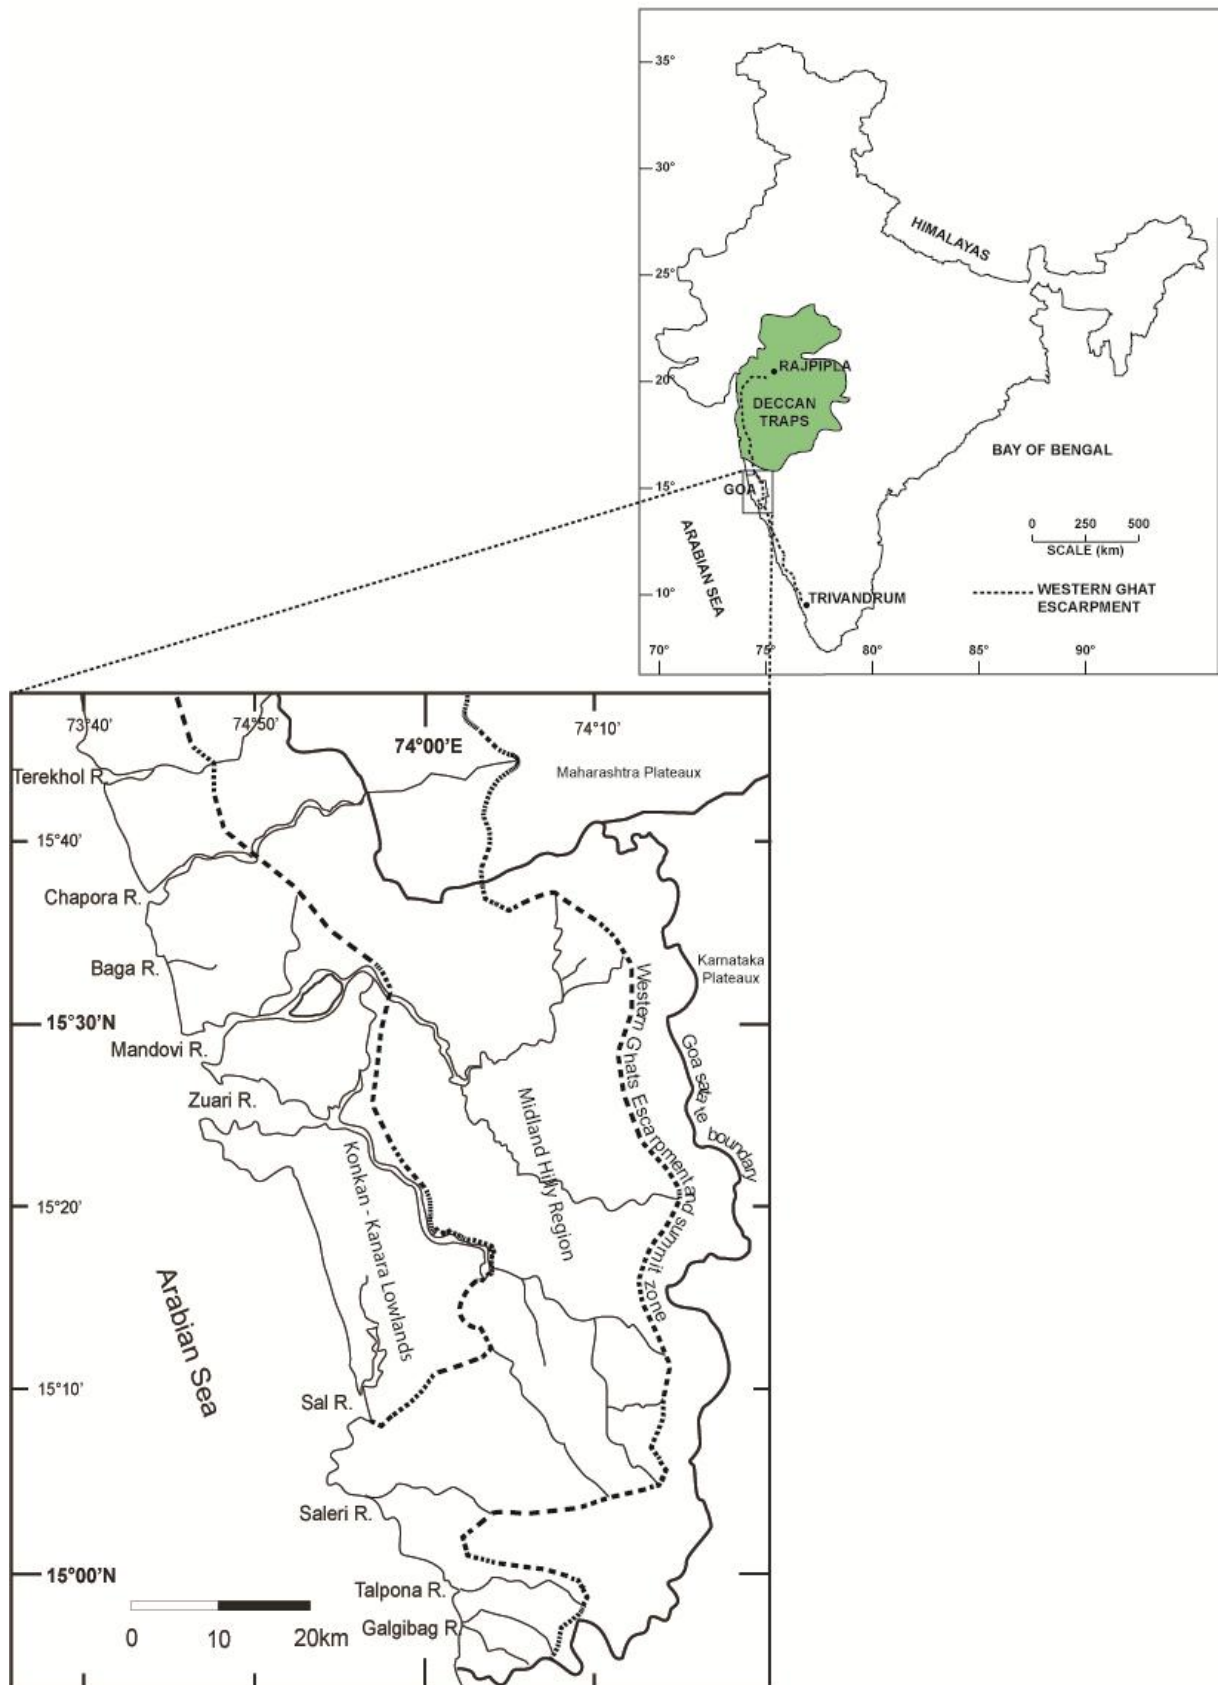 35°
30°
25°
20°
15°
10°
HIMALAYAS
RAJPIPLA
DECCAN
TRAPS
BAY OF BENGAL
GOA
ARABIAN SEA
0 250 500
SCALE (km)
WESTERN GHAT
ESCARPMENT
TRIVANDRUM
70° 75° 80° 85° 90°
73°40' 74°50' 74°00'E 74°10'
Terekhol R.
Maharashtra Plateaux
15°40'
Chapora R.
Baga R.
Karnataka
Plateaux
15°30'N
Mandovi R.
Zuari R.
Western Ghats Escarpment and summit zone
Goa satate boundary
Midland Hilly Region
Konkan - Kanara Lowlands
15°20'
Arabian Sea
15°10'
Sal R.
Saleri R.
15°00'N
Talpona R.
Galgibag R.
0 10 20km